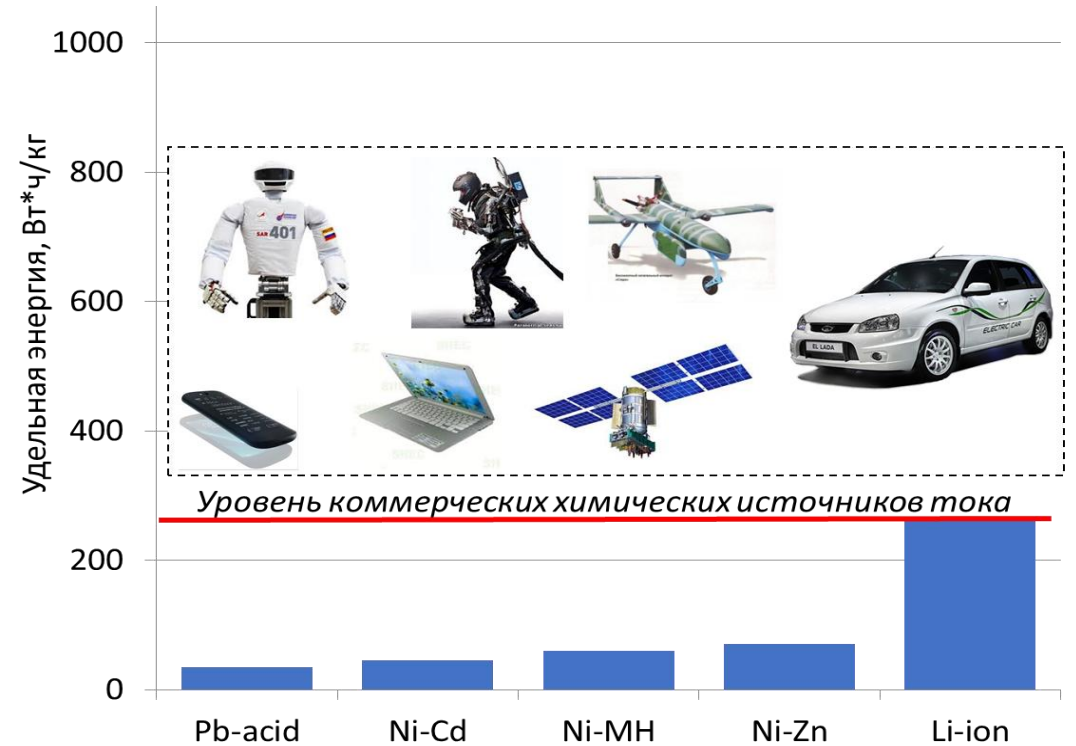 Удельная энергия, Вт*ч/кг
1000
800
600
400
200
0
SAR 401
ELECTRIC CAR
EL LADA
Уровень коммерческих химических источников тока
Pb-acid
Ni-Cd
Ni-MH
Ni-Zn
Li-ion